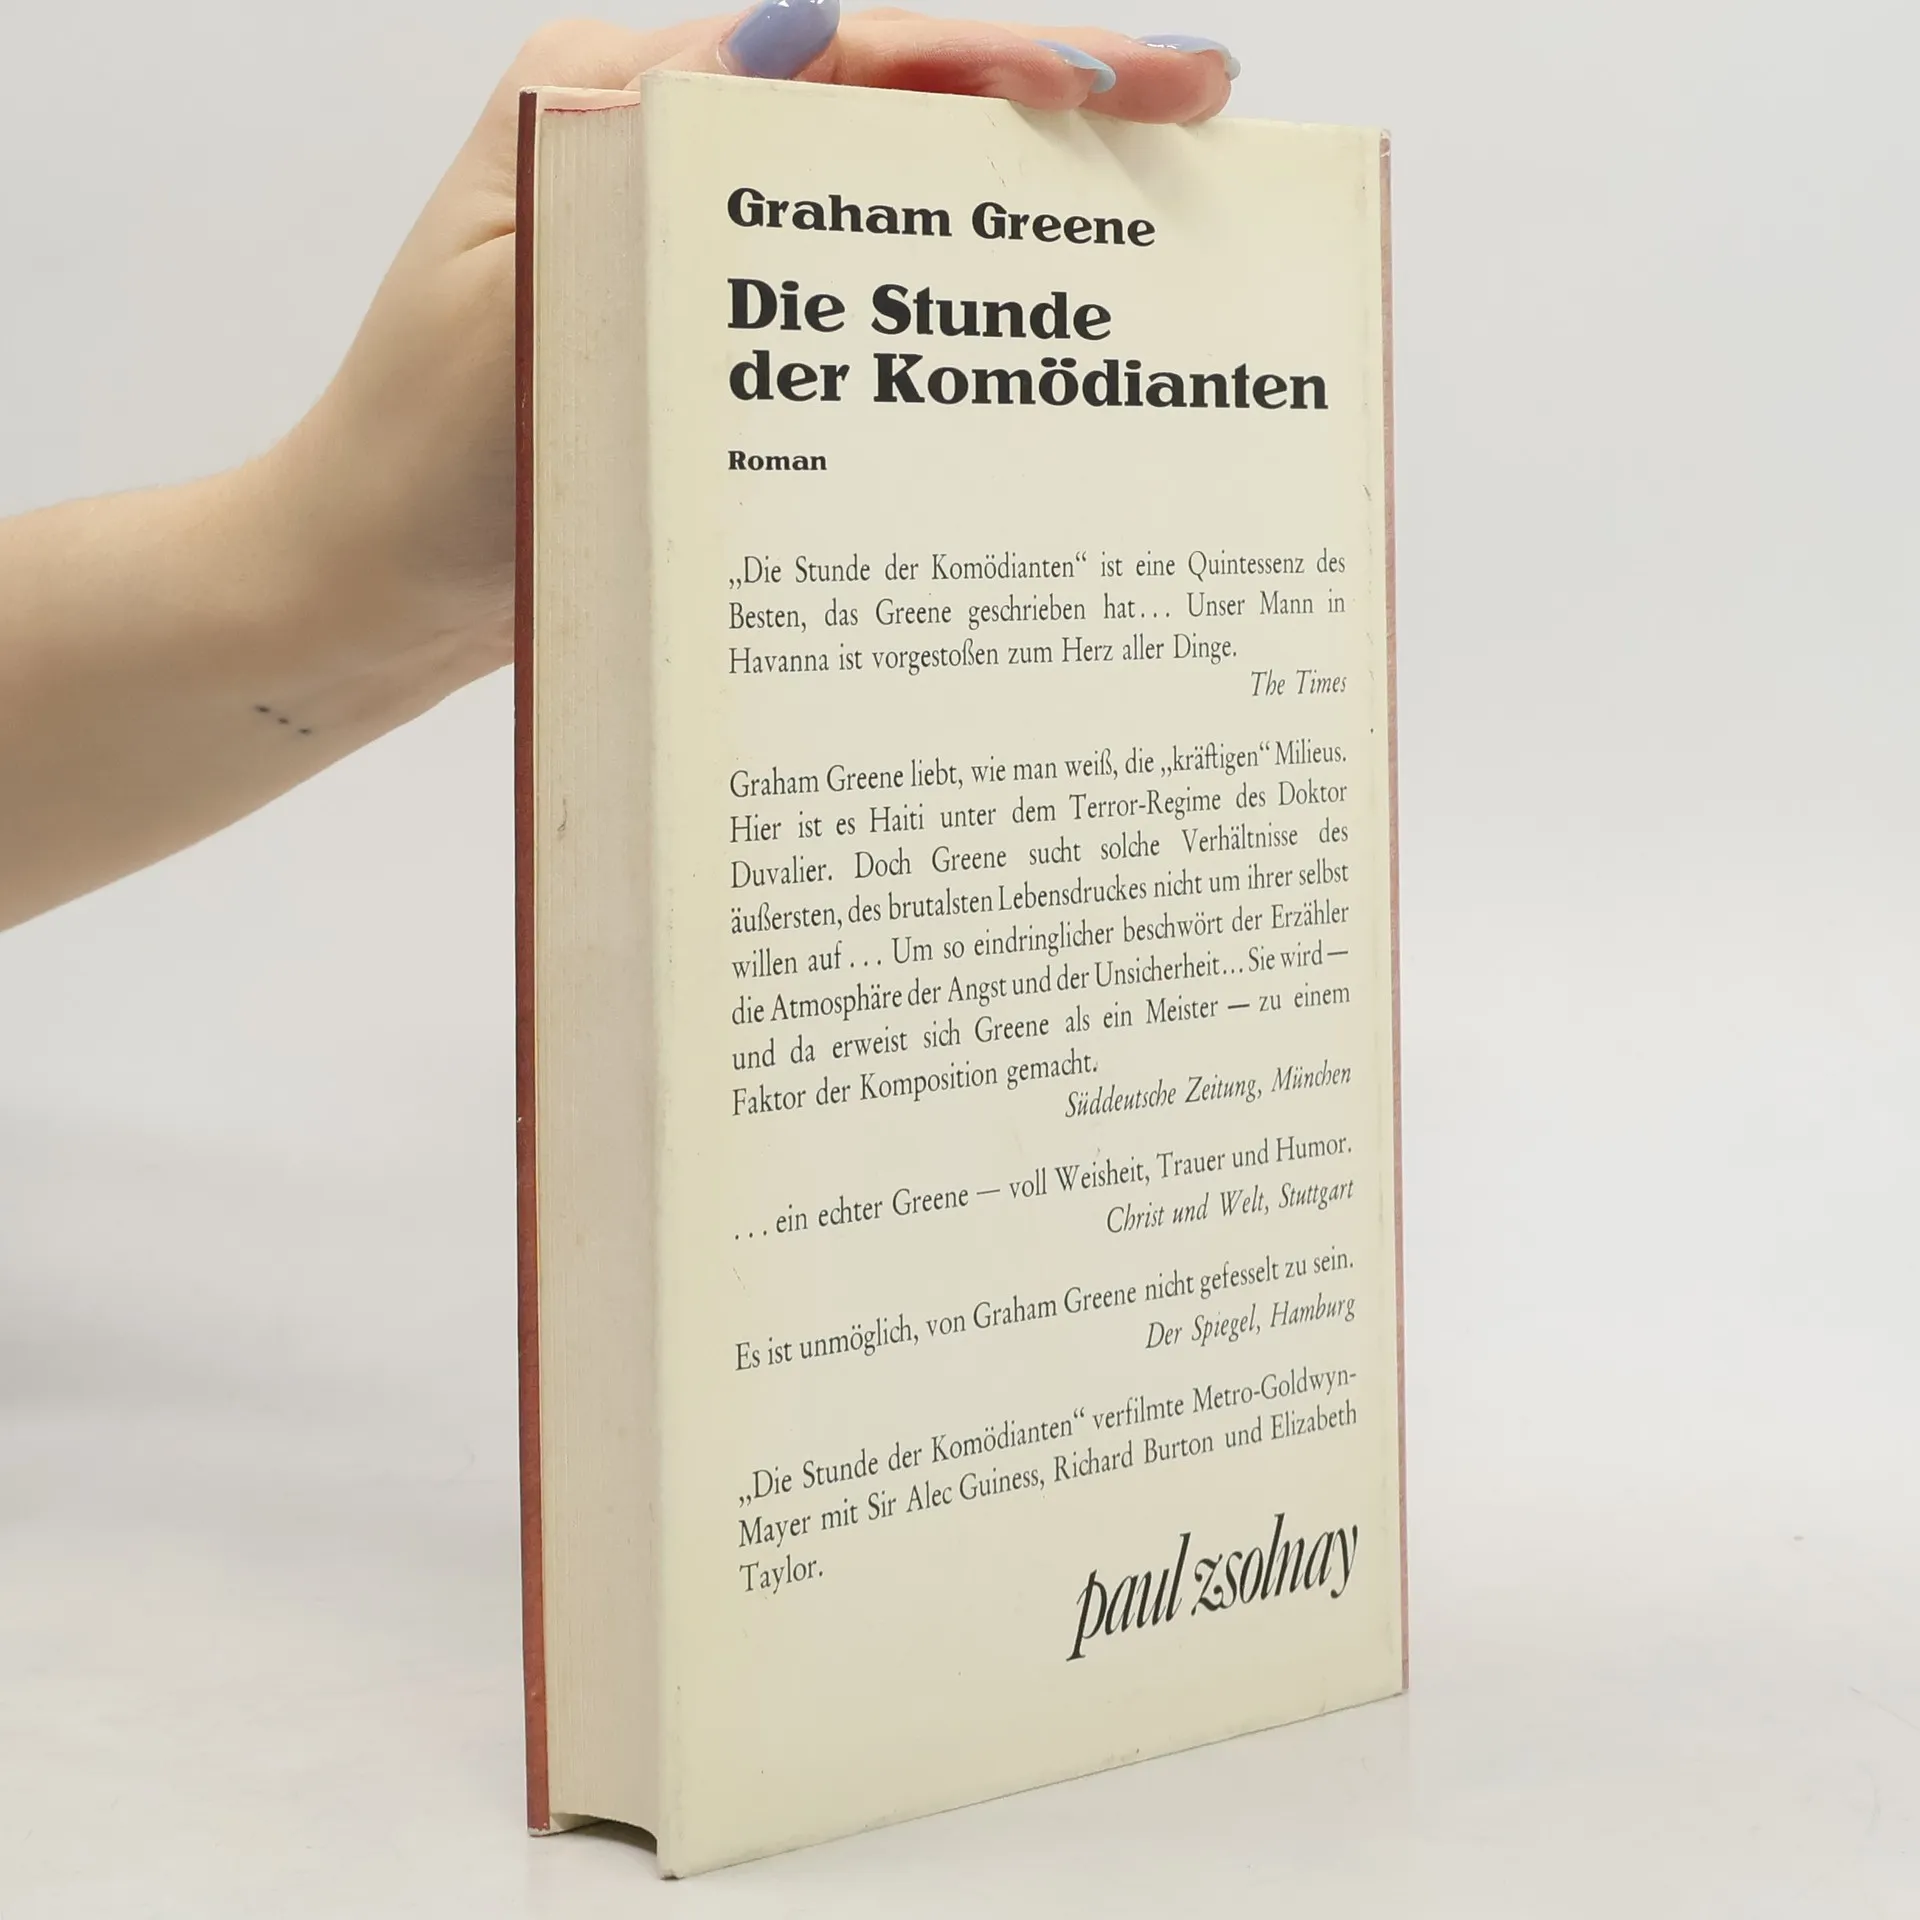 Graham Greene
Die Stunde
der Komödianten
Roman
„Die Stunde der Komödianten“ ist eine Quintessenz des
Besten, das Greene geschrieben hat... Unser Mann in
Havanna ist vorgestoßen zum Herz aller Dinge.
The Times
Graham Greene liebt, wie man weiß, die „kräftigen“ Milieus.
Hier ist es Haiti unter dem Terror-Regime des Doktor
Duvalier. Doch Greene sucht solche Verhältnisse des
äußersten, des brutalsten Lebensdruckes nicht um ihrer selbst
willen auf... Um so eindringlicher beschwört der Erzähler
die Atmosphäre der Angst und der Unsicherheit... Sie wird —
und da erweist sich Greene als ein Meister — zu einem
Faktor der Komposition gemacht.
Süddeutsche Zeitung, München
...ein echter Greene — voll Weisheit, Trauer und Humor.
Christ und Welt, Stuttgart
Es ist unmöglich, von Graham Greene nicht gefesselt zu sein.
Der Spiegel, Hamburg
„Die Stunde der Komödianten“ verfilmte Metro-Goldwyn-
Mayer mit Sir Alec Guiness, Richard Burton und Elizabeth
Taylor.
paul zsolnay